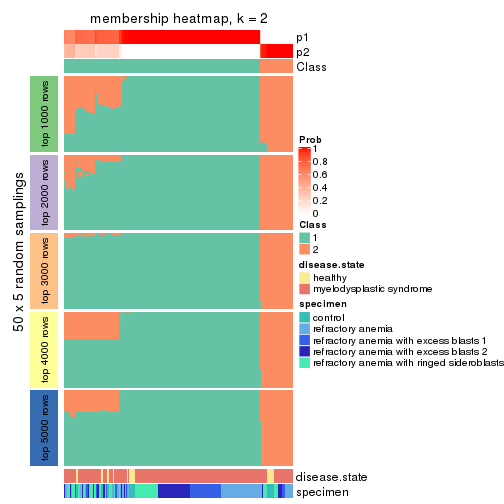 membership heatmap, k = 2
p1
p2
Class
50 x 5 random samplings
top 1000 rows
top 2000 rows
top 3000 rows
top 4000 rows
top 5000 rows
Prob
1
0.8
0.6
0.4
0.2
0
Class
1
2
disease.state
healthy
myelodysplastic syndrome
specimen
control
refractory anemia
refractory anemia with excess blasts 1
refractory anemia with excess blasts 2
refractory anemia with ringed sideroblasts
disease.state
specimen